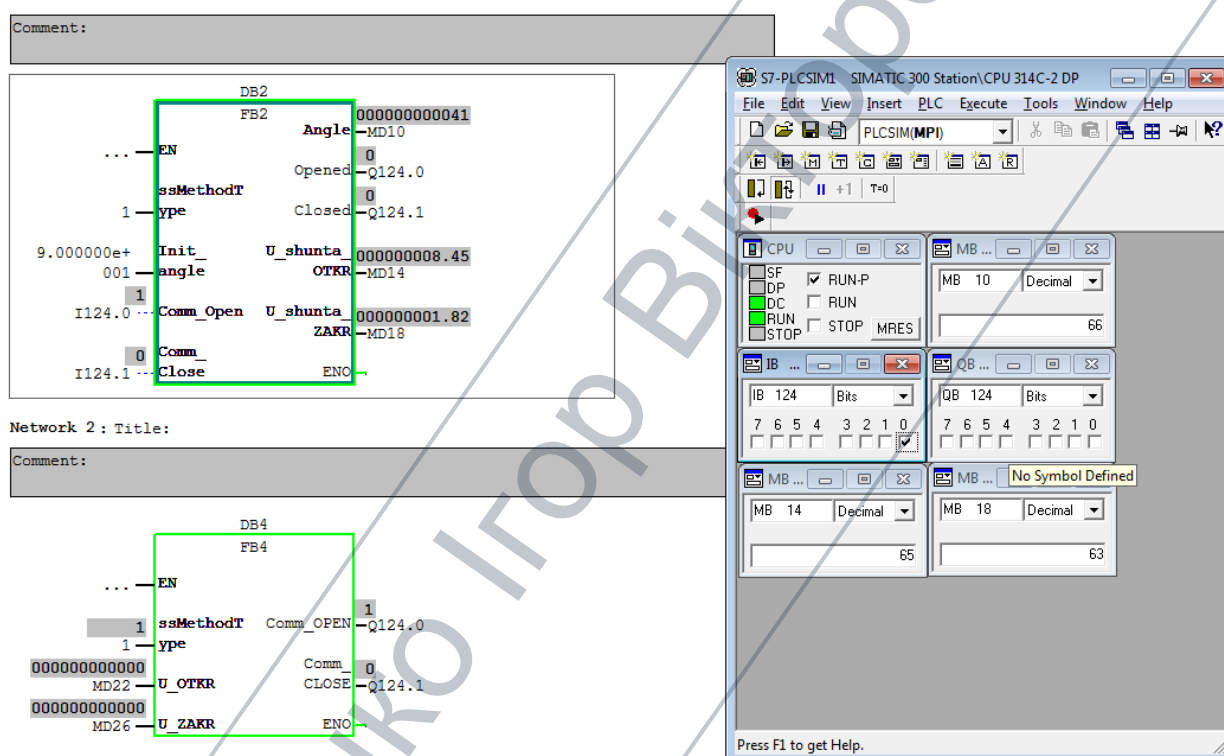 Comment:
DB2
FB2
000000000041
Angle MD10
... EN
0
Opened Q124.0
ssMethodT
0
1 ype Closed Q124.1
9.000000e+ Init_ U_shunta_ 000000008.45
001 angle OTKR MD14
1
I124.0 Comm_Open U_shunta_ 000000001.82
ZAKR MD18
0 Comm_
I124.1 Close ENO
Network 2 : Title:
Comment:
DB4
FB4
... EN
1
1 ssMethodT Comm_OPEN Q124.0
1 ype
000000000000 Comm_ 0
MD22 U_OTKR CLOSE Q124.1
000000000000
MD26 U_ZAKR ENO
S7-PLCSIM1 SIMATIC 300 Station\CPU 314C-2 DP
File Edit View Insert PLC Execute Tools Window Help
PLCSIM(MPI)
+1 T=0
CPU
SF
DP
DC
RUN
STOP
RUN-P
RUN
STOP MRES
MB ...
MB 10 Decimal
66
IB ...
IB 124 Bits
7 6 5 4 3 2 1 0
QB ...
QB 124 Bits
7 6 5 4 3 2 1 0
No Symbol Defined
MB ...
MB 14 Decimal
65
MB ...
MB 18 Decimal
63
Press F1 to get Help.
Ігор Віктор